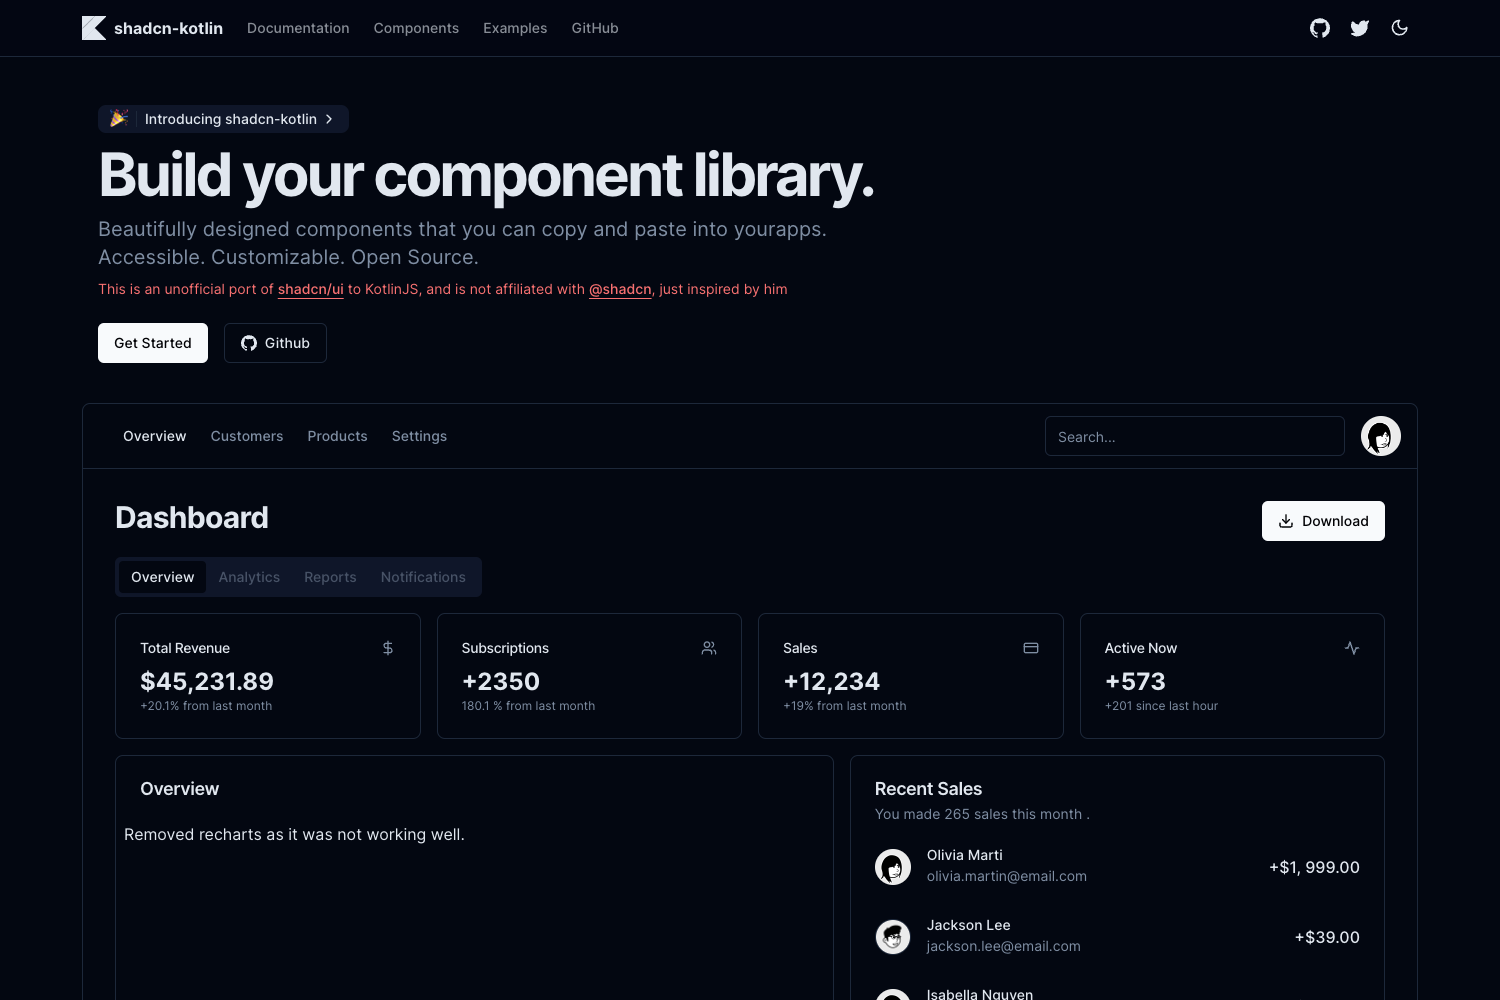 shadcn-kotlin Documentation Components Examples GitHub
Introducing shadcn-kotlin
Build your component library.
Beautifully designed components that you can copy and paste into yourapps.
Accessible. Customizable. Open Source.
This is an unofficial port of shadcn/ui to KotlinJS, and is not affiliated with @shadcn, just inspired by him
Get Started Github
Overview Customers Products Settings Search...
Dashboard
Download
Overview Analytics Reports Notifications
Total Revenue
$45,231.89
+20.1% from last month
Subscriptions
+2350
180.1 % from last month
Sales
+12,234
+19% from last month
Active Now
+573
+201 since last hour
Overview
Removed recharts as it was not working well.
Recent Sales
You made 265 sales this month .
Olivia Marti
olivia.martin@email.com
+$1, 999.00
Jackson Lee
jackson.lee@email.com
+$39.00
Isabella Nguyen